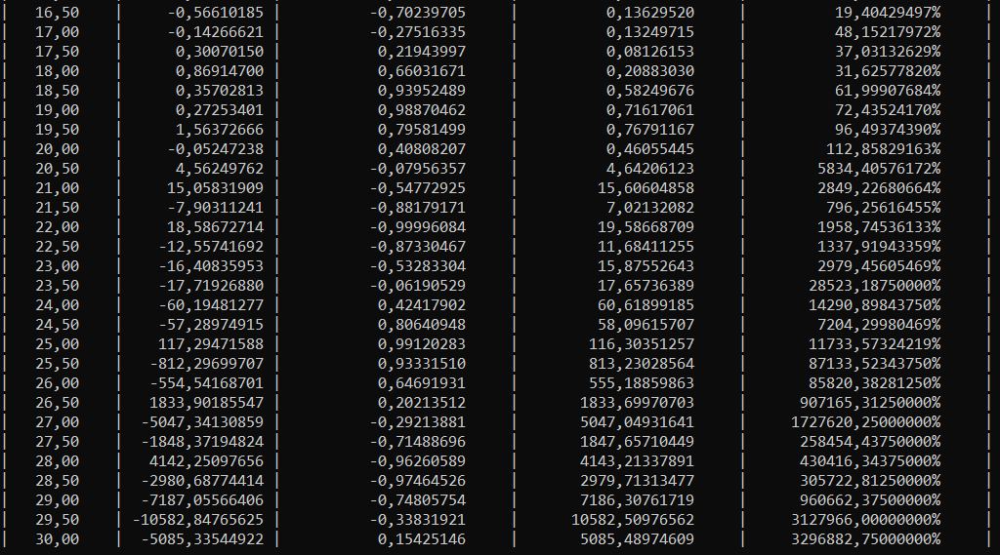 | 16,50 | -0,56610185 | -0,70239705 | 0,13629520 | 19,40429497% |
| 17,00 | -0,14266621 | -0,27516335 | 0,13249715 | 48,15217972% |
| 17,50 | 0,30070150 | 0,21943997 | 0,08126153 | 37,03132629% |
| 18,00 | 0,86914700 | 0,66031671 | 0,20883030 | 31,62577820% |
| 18,50 | 0,35702813 | 0,93952489 | 0,58249676 | 61,99907684% |
| 19,00 | 0,27253401 | 0,98870462 | 0,71617061 | 72,43524170% |
| 19,50 | 1,56372666 | 0,79581499 | 0,76791167 | 96,49374390% |
| 20,00 | -0,05247238 | 0,40808207 | 0,46055445 | 112,85829163% |
| 20,50 | 4,56249762 | -0,07956357 | 4,64206123 | 5834,40576172% |
| 21,00 | 15,05831909 | -0,54772925 | 15,60604858 | 2849,22680664% |
| 21,50 | -7,90311241 | -0,88179171 | 7,02132082 | 796,25616455% |
| 22,00 | 18,58672714 | -0,99996084 | 19,58668709 | 1958,74536133% |
| 22,50 | -12,55741692 | -0,87330467 | 11,68411255 | 1337,91943359% |
| 23,00 | -16,40835953 | -0,53283304 | 15,87552643 | 2979,45605469% |
| 23,50 | -17,71926880 | -0,06190529 | 17,65736389 | 28523,18750000% |
| 24,00 | -60,19481277 | 0,42417902 | 60,61899185 | 14290,89843750% |
| 24,50 | -57,28974915 | 0,80640948 | 58,09615707 | 7204,29980469% |
| 25,00 | 117,29471588 | 0,99120283 | 116,30351257 | 11733,57324219% |
| 25,50 | -812,29699707 | 0,93331510 | 813,23028564 | 87133,52343750% |
| 26,00 | -554,54168701 | 0,64691931 | 555,18859863 | 85820,38281250% |
| 26,50 | 1833,90185547 | 0,20213512 | 1833,69970703 | 907165,31250000% |
| 27,00 | -5047,34130859 | -0,29213881 | 5047,04931641 | 1727620,25000000% |
| 27,50 | -1848,37194824 | -0,71488696 | 1847,65710449 | 258454,43750000% |
| 28,00 | 4142,25097656 | -0,96260589 | 4143,21337891 | 430416,34375000% |
| 28,50 | -2980,68774414 | -0,97464526 | 2979,71313477 | 305722,81250000% |
| 29,00 | -7187,05566406 | -0,74805754 | 7186,30761719 | 960662,37500000% |
| 29,50 | -10582,84765625 | -0,33831921 | 10582,50976562 | 3127966,00000000% |
| 30,00 | -5085,33544922 | 0,15425146 | 5085,48974609 | 3296882,75000000% |